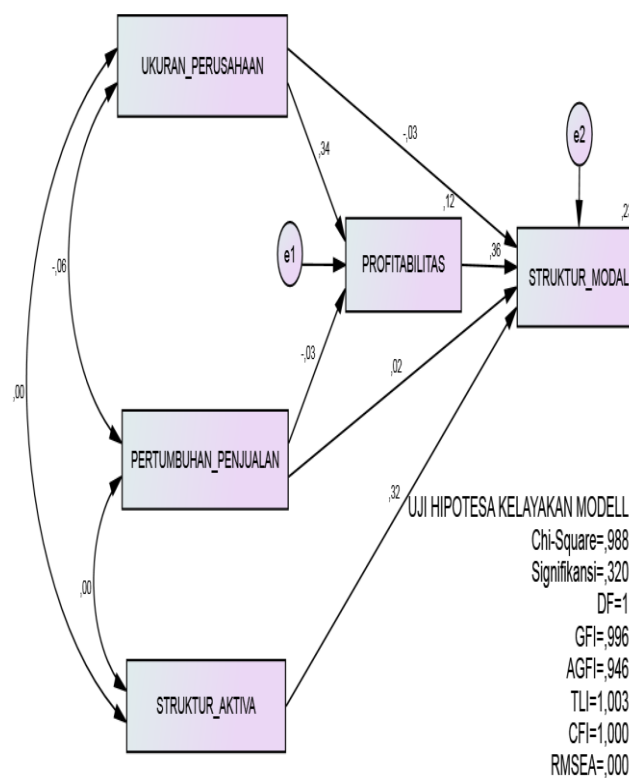 UKURAN_PERUSAHAAN
e2
-,03
,34
,12
,23
e1
PROFITABILITAS
,36
STRUKTUR_MODAL
-,06
-,03
,02
,00
PERTUMBUHAN_PENJUALAN
,32
UJI HIPOTESA KELAYAKAN MODELL
Chi-Square=,988
,00
Signifikansi=,320
DF=1
GFI=,996
STRUKTUR_AKTIVA
AGFI=,946
TLI=1,003
CFI=1,000
RMSEA=,000